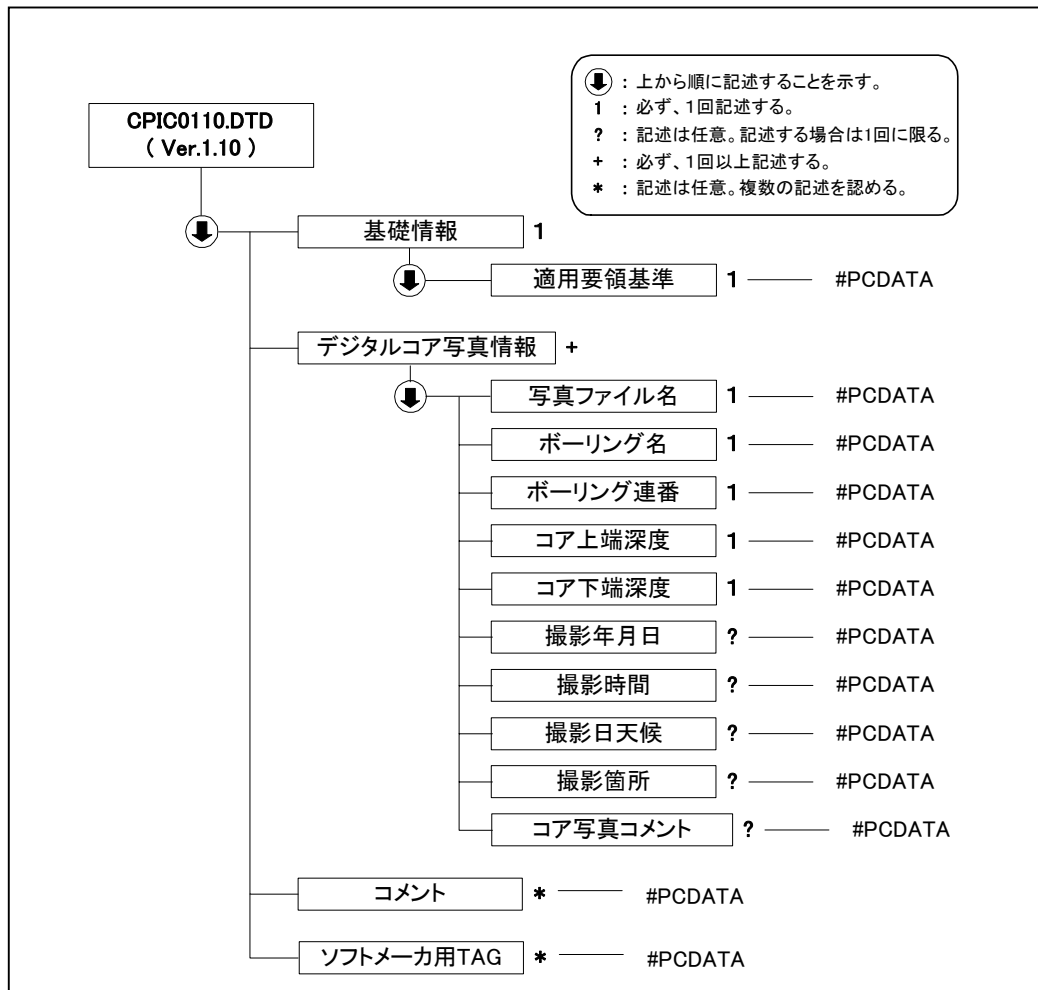 ：上から順に記述することを示す。
1 ：必ず、1回記述する。
? ：記述は任意。記述する場合は1回に限る。
+ ：必ず、1回以上記述する。
* ：記述は任意。複数の記述を認める。
CPIC0110.DTD
（ Ver.1.10 ）
基礎情報 1
適用要領基準 1 #PCDATA
デジタルコア写真情報 +
写真ファイル名 1 #PCDATA
ボーリング名 1 #PCDATA
ボーリング連番 1 #PCDATA
コア上端深度 1 #PCDATA
コア下端深度 1 #PCDATA
撮影年月日 ? #PCDATA
撮影時間 ? #PCDATA
撮影日天候 ? #PCDATA
撮影箇所 ? #PCDATA
コア写真コメント ? #PCDATA
コメント * #PCDATA
ソフトメーカ用TAG * #PCDATA